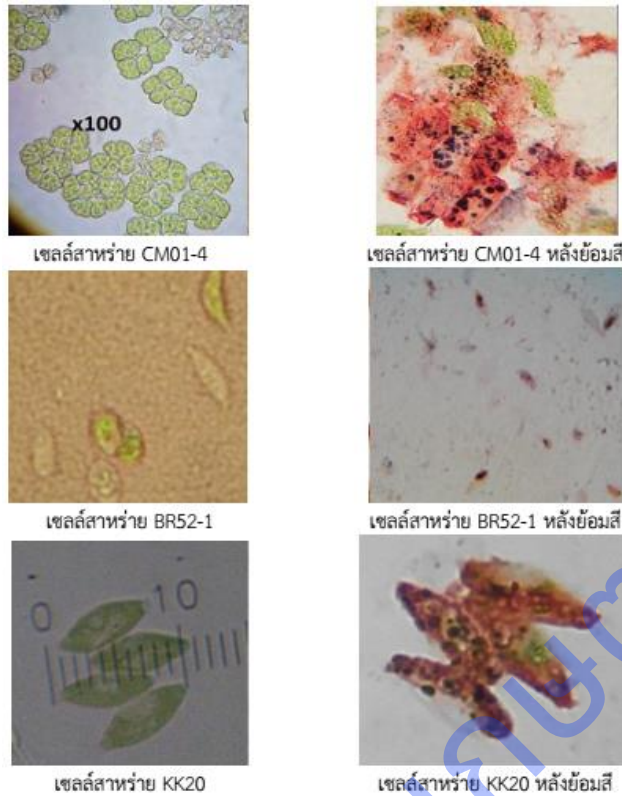 x100
เซลล์สาหร่าย CM01-4
เซลล์สาหร่าย CM01-4 หลังย้อมสี
เซลล์สาหร่าย BR52-1
เซลล์สาหร่าย BR52-1 หลังย้อมสี
0 10
เซลล์สาหร่าย KK20
เซลล์สาหร่าย KK20 หลังย้อมสี